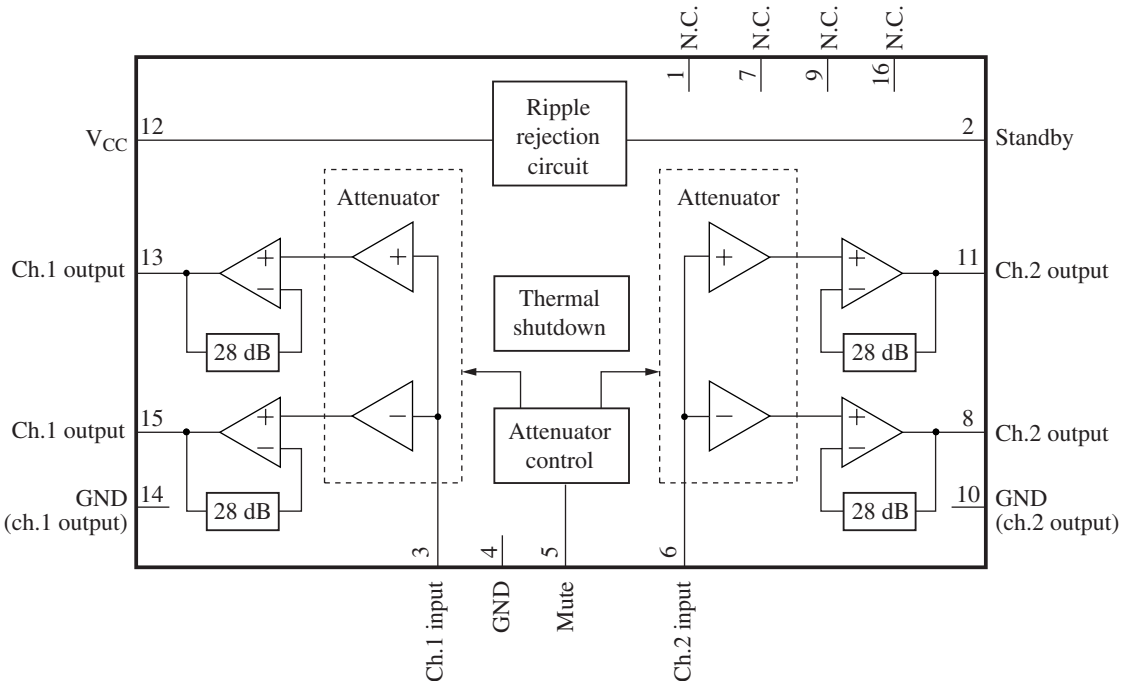 N.C.
N.C.
N.C.
N.C.
1
7
9
16
V_CC
12
Ripple
rejection
circuit
2
Standby
Attenuator
Attenuator
Ch.1 output
13
+
−
+
+
+
−
11
Ch.2 output
28 dB
Thermal
shutdown
28 dB
Ch.1 output
15
+
−
−
Attenuator
control
−
+
−
8
Ch.2 output
GND
(ch.1 output)
14
28 dB
28 dB
10
GND
(ch.2 output)
3
4
5
6
Ch.1 input
GND
Mute
Ch.2 input